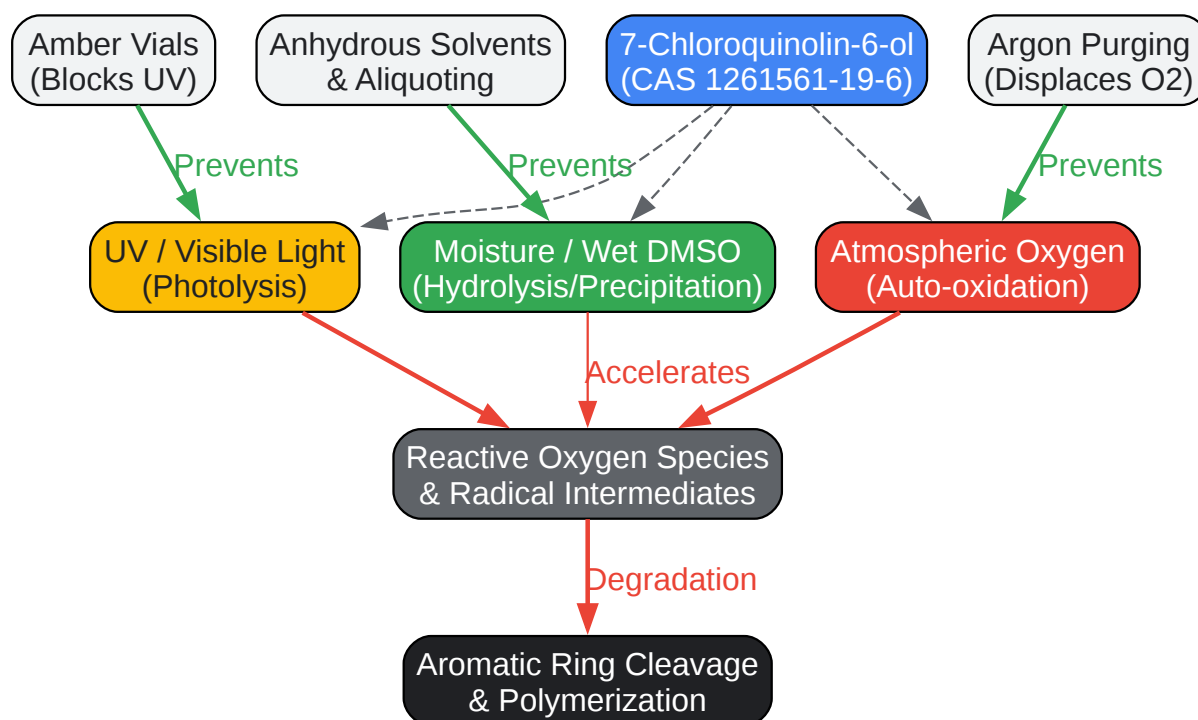 Amber Vials
(Blocks UV)
Anhydrous Solvents
& Aliquoting
7-Chloroquinolin-6-ol
(CAS 1261561-19-6)
Argon Purging
(Displaces O2)
Prevents
Prevents
Prevents
UV / Visible Light
(Photolysis)
Moisture / Wet DMSO
(Hydrolysis/Precipitation)
Atmospheric Oxygen
(Auto-oxidation)
Accelerates
Reactive Oxygen Species
& Radical Intermediates
Degradation
Aromatic Ring Cleavage
& Polymerization